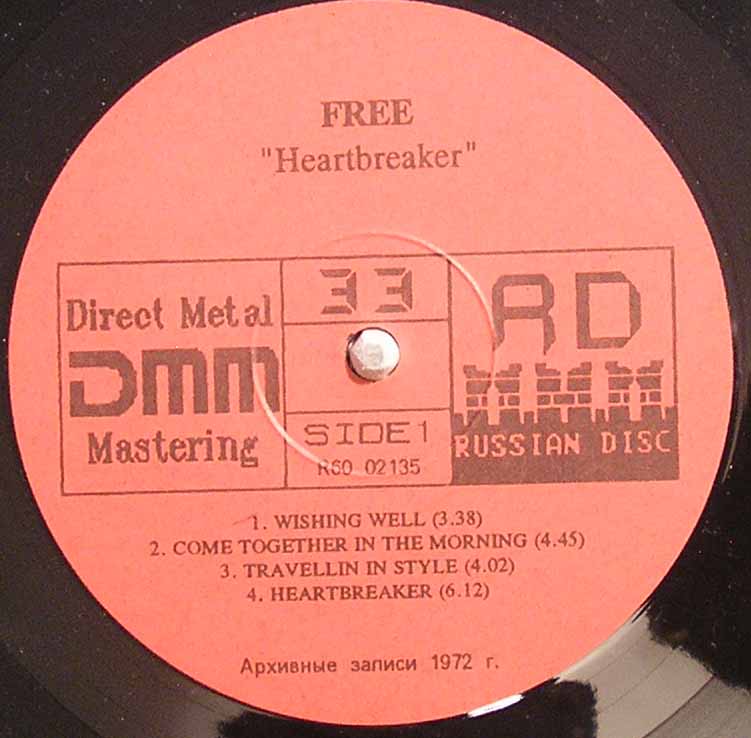 FREE
"Heartbreaker"
Direct Metal
DMM
Mastering
33
SIDE 1
R60 02135
RD
RUSSIAN DISC
1. WISHING WELL (3.38)
2. COME TOGETHER IN THE MORNING (4.45)
3. TRAVELLIN IN STYLE (4.02)
4. HEARTBREAKER (6.12)
Архивные записи 1972 г.